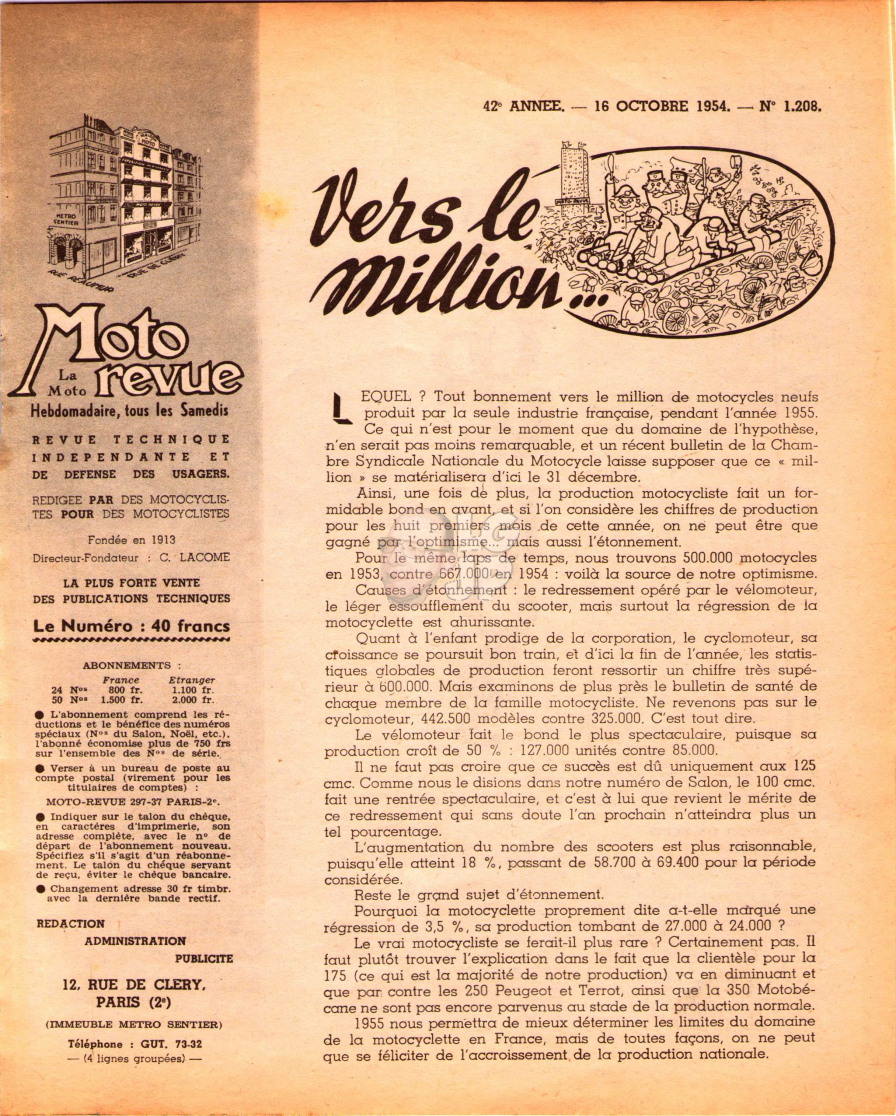 42e ANNEE. — 16 OCTOBRE 1954. — N° 1.208.
METRO
SENTIER
RUE REAUMUR
RUE DE CLERY
MOTO REVUE
Vers le
Million...
Moto
La
Moto
revue
Hebdomadaire, tous les Samedis
REVUE TECHNIQUE
INDEPENDANTE ET
DE DEFENSE DES USAGERS.
REDIGEE PAR DES MOTOCYCLIS-
TES POUR DES MOTOCYCLISTES
Fondée en 1913
Directeur-Fondateur : C. LACOME
LA PLUS FORTE VENTE
DES PUBLICATIONS TECHNIQUES
Le Numéro : 40 francs
ABONNEMENTS :
France Etranger
24 Nos 800 fr. 1.100 fr.
50 Nos 1.500 fr. 2.000 fr.
● L'abonnement comprend les ré-
ductions et le bénéfice des numéros
spéciaux (Nos du Salon, Noël, etc.).
l'abonné économise plus de 750 frs
sur l'ensemble des Nos de série.
● Verser à un bureau de poste au
compte postal (virement pour les
titulaires de comptes) :
MOTO-REVUE 297-37 PARIS-2e.
● Indiquer sur le talon du chèque,
en caractères d'imprimerie, son
adresse complète, avec le n° de
départ de l'abonnement nouveau.
Spécifiez s'il s'agit d'un réabonne-
ment. Le talon du chèque servant
de reçu, éviter le chèque bancaire.
● Changement adresse 30 fr timbr.
avec la dernière bande rectif.
REDACTION
ADMINISTRATION
PUBLICITE
12, RUE DE CLERY,
PARIS (2e)
(IMMEUBLE METRO SENTIER)
Téléphone : GUT. 73-32
— (4 lignes groupées) —
LEQUEL ? Tout bonnement vers le million de motocycles neufs
produit par la seule industrie française, pendant l'année 1955.
Ce qui n'est pour le moment que du domaine de l'hypothèse,
n'en serait pas moins remarquable, et un récent bulletin de la Cham-
bre Syndicale Nationale du Motocycle laisse supposer que ce « mil-
lion » se matérialisera d'ici le 31 décembre.
Ainsi, une fois de plus, la production motocycliste fait un for-
midable bond en avant, et si l'on considère les chiffres de production
pour les huit premiers mois de cette année, on ne peut être que
gagné par l'optimisme... mais aussi l'étonnement.
Pour le même laps de temps, nous trouvons 500.000 motocycles
en 1953, contre 667.000 en 1954 : voilà la source de notre optimisme.
Causes d'étonnement : le redressement opéré par le vélomoteur,
le léger essoufflement du scooter, mais surtout la régression de la
motocyclette est ahurissante.
Quant à l'enfant prodige de la corporation, le cyclomoteur, sa
croissance se poursuit bon train, et d'ici la fin de l'année, les statis-
tiques globales de production feront ressortir un chiffre très supé-
rieur à 600.000. Mais examinons de plus près le bulletin de santé de
chaque membre de la famille motocycliste. Ne revenons pas sur le
cyclomoteur, 442.500 modèles contre 325.000. C'est tout dire.
Le vélomoteur fait le bond le plus spectaculaire, puisque sa
production croît de 50 % : 127.000 unités contre 85.000.
Il ne faut pas croire que ce succès est dû uniquement aux 125
cmc. Comme nous le disions dans notre numéro de Salon, le 100 cmc.
fait une rentrée spectaculaire, et c'est à lui que revient le mérite de
ce redressement qui sans doute l'an prochain n'atteindra plus un
tel pourcentage.
L'augmentation du nombre des scooters est plus raisonnable,
puisqu'elle atteint 18 %, passant de 58.700 à 69.400 pour la période
considérée.
Reste le grand sujet d'étonnement.
Pourquoi la motocyclette proprement dite a-t-elle marqué une
régression de 3,5 %, sa production tombant de 27.000 à 24.000 ?
Le vrai motocycliste se ferait-il plus rare ? Certainement pas. Il
faut plutôt trouver l'explication dans le fait que la clientèle pour la
175 (ce qui est la majorité de notre production) va en diminuant et
que par contre les 250 Peugeot et Terrot, ainsi que la 350 Motobé-
cane ne sont pas encore parvenus au stade de la production normale.
1955 nous permettra de mieux déterminer les limites du domaine
de la motocyclette en France, mais de toutes façons, on ne peut
que se féliciter de l'accroissement de la production nationale.